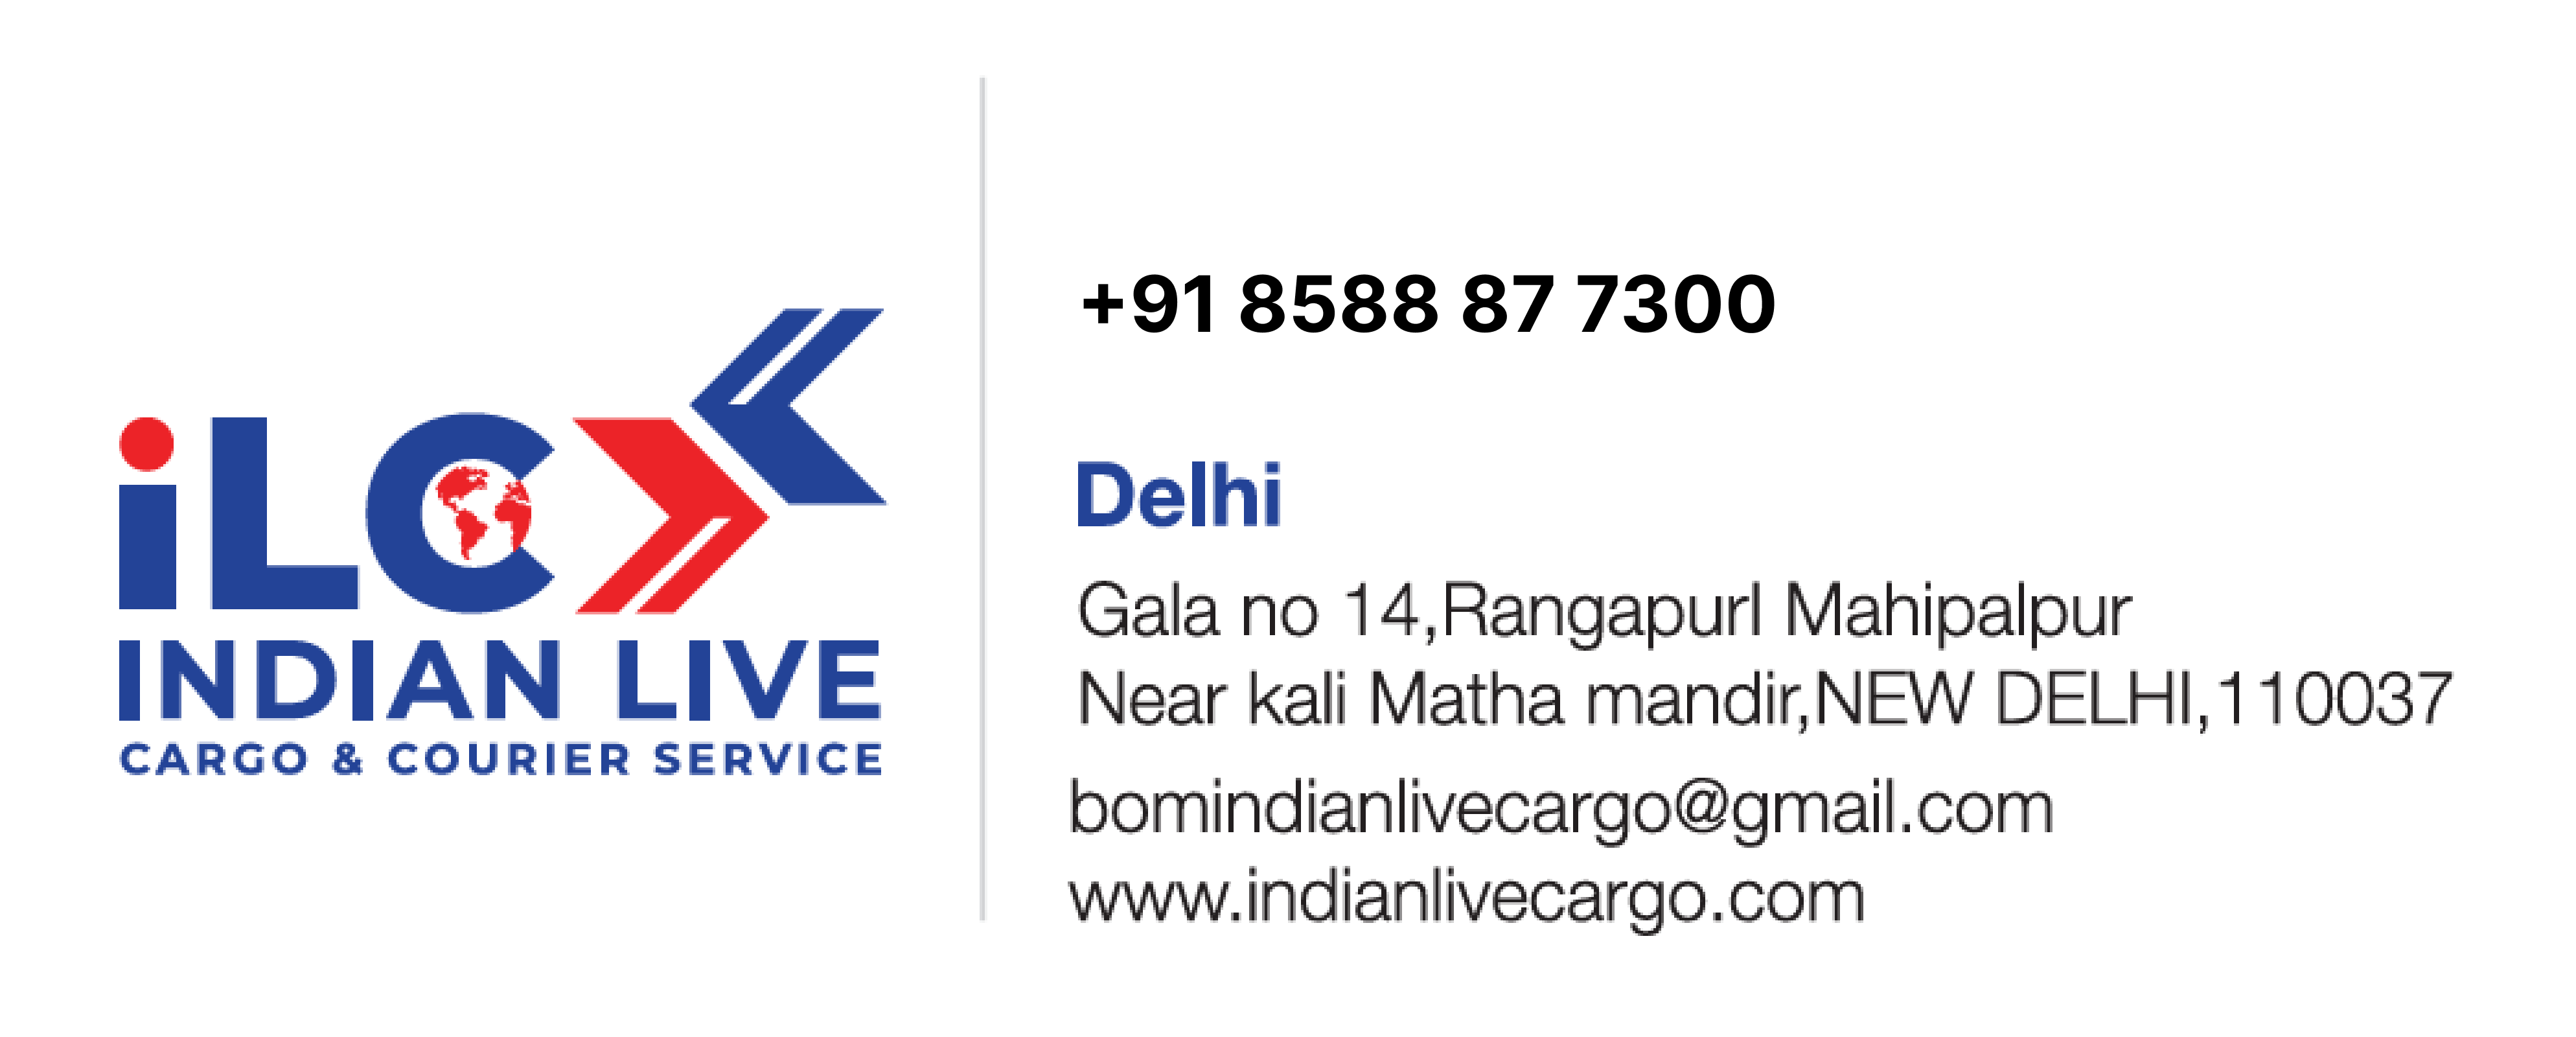 iLC
INDIAN LIVE
CARGO & COURIER SERVICE
+91 8588 87 7300
Delhi
Gala no 14,Rangapurl Mahipalpur
Near kali Matha mandir,NEW DELHI,110037
bomindianlivecargo@gmail.com
www.indianlivecargo.com